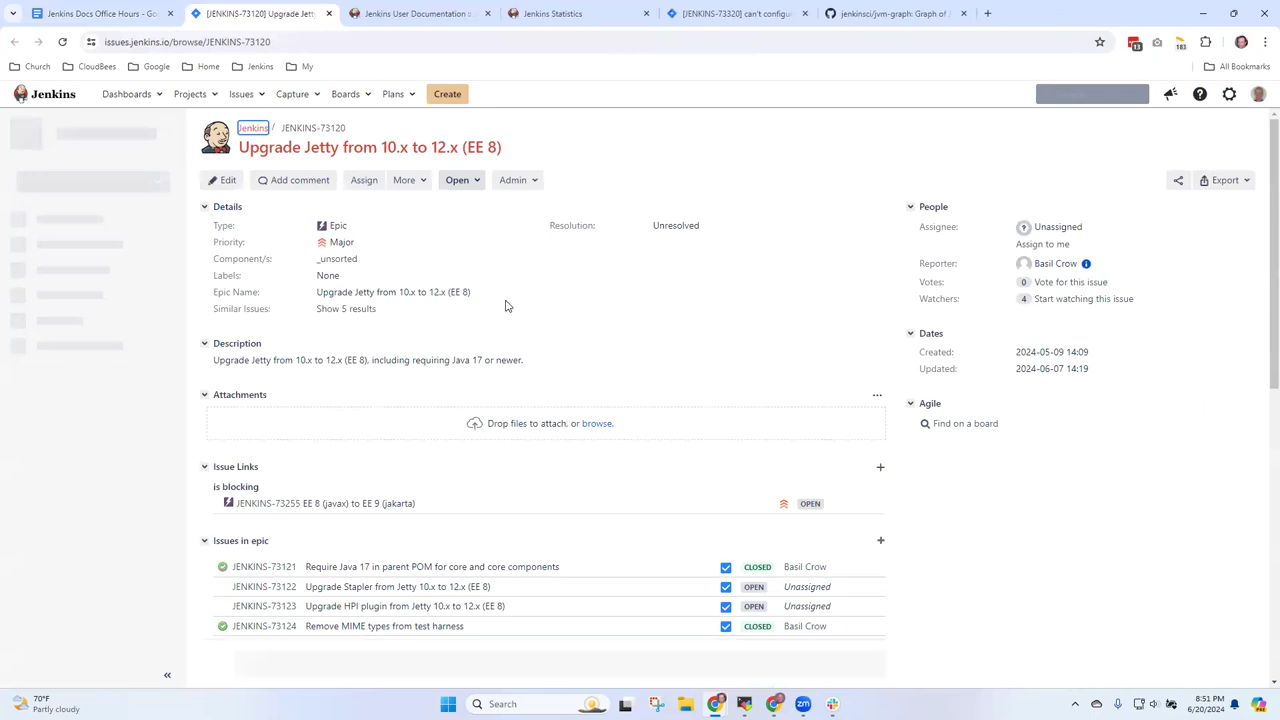 Jenkins Docs Office Hours - G
[JENKINS-73120] Upgrade Jetty
Jenkins User Documentation
Jenkins Statistics
[JENKINS-73320] can't configure
jenkinsci/jvm-graph: Graph of
issues.jenkins.io/browse/JENKINS-73120
13
183
Church
CloudBees
Google
Home
Jenkins
My
All Bookmarks
Jenkins
Dashboards
Projects
Issues
Capture
Boards
Plans
Create
Jenkins / JENKINS-73120
Upgrade Jetty from 10.x to 12.x (EE 8)
Edit
Add comment
Assign
More
Open
Admin
Export
Details
Type: Epic
Resolution: Unresolved
Priority: Major
Component/s: _unsorted
Labels: None
Epic Name: Upgrade Jetty from 10.x to 12.x (EE 8)
Similar Issues: Show 5 results
Description
Upgrade Jetty from 10.x to 12.x (EE 8), including requiring Java 17 or newer.
Attachments
Drop files to attach, or browse.
Issue Links
is blocking
JENKINS-73255 EE 8 (javax) to EE 9 (jakarta) OPEN
Issues in epic
JENKINS-73121 Require Java 17 in parent POM for core and core components CLOSED Basil Crow
JENKINS-73122 Upgrade Stapler from Jetty 10.x to 12.x (EE 8) OPEN Unassigned
JENKINS-73123 Upgrade HPI plugin from Jetty 10.x to 12.x (EE 8) OPEN Unassigned
JENKINS-73124 Remove MIME types from test harness CLOSED Basil Crow
People
Assignee: Unassigned
Assign to me
Reporter: Basil Crow
Votes: 0 Vote for this issue
Watchers: 4 Start watching this issue
Dates
Created: 2024-05-09 14:09
Updated: 2024-06-07 14:19
Agile
Find on a board
70°F
Partly cloudy
Search
8:51 PM
6/20/2024